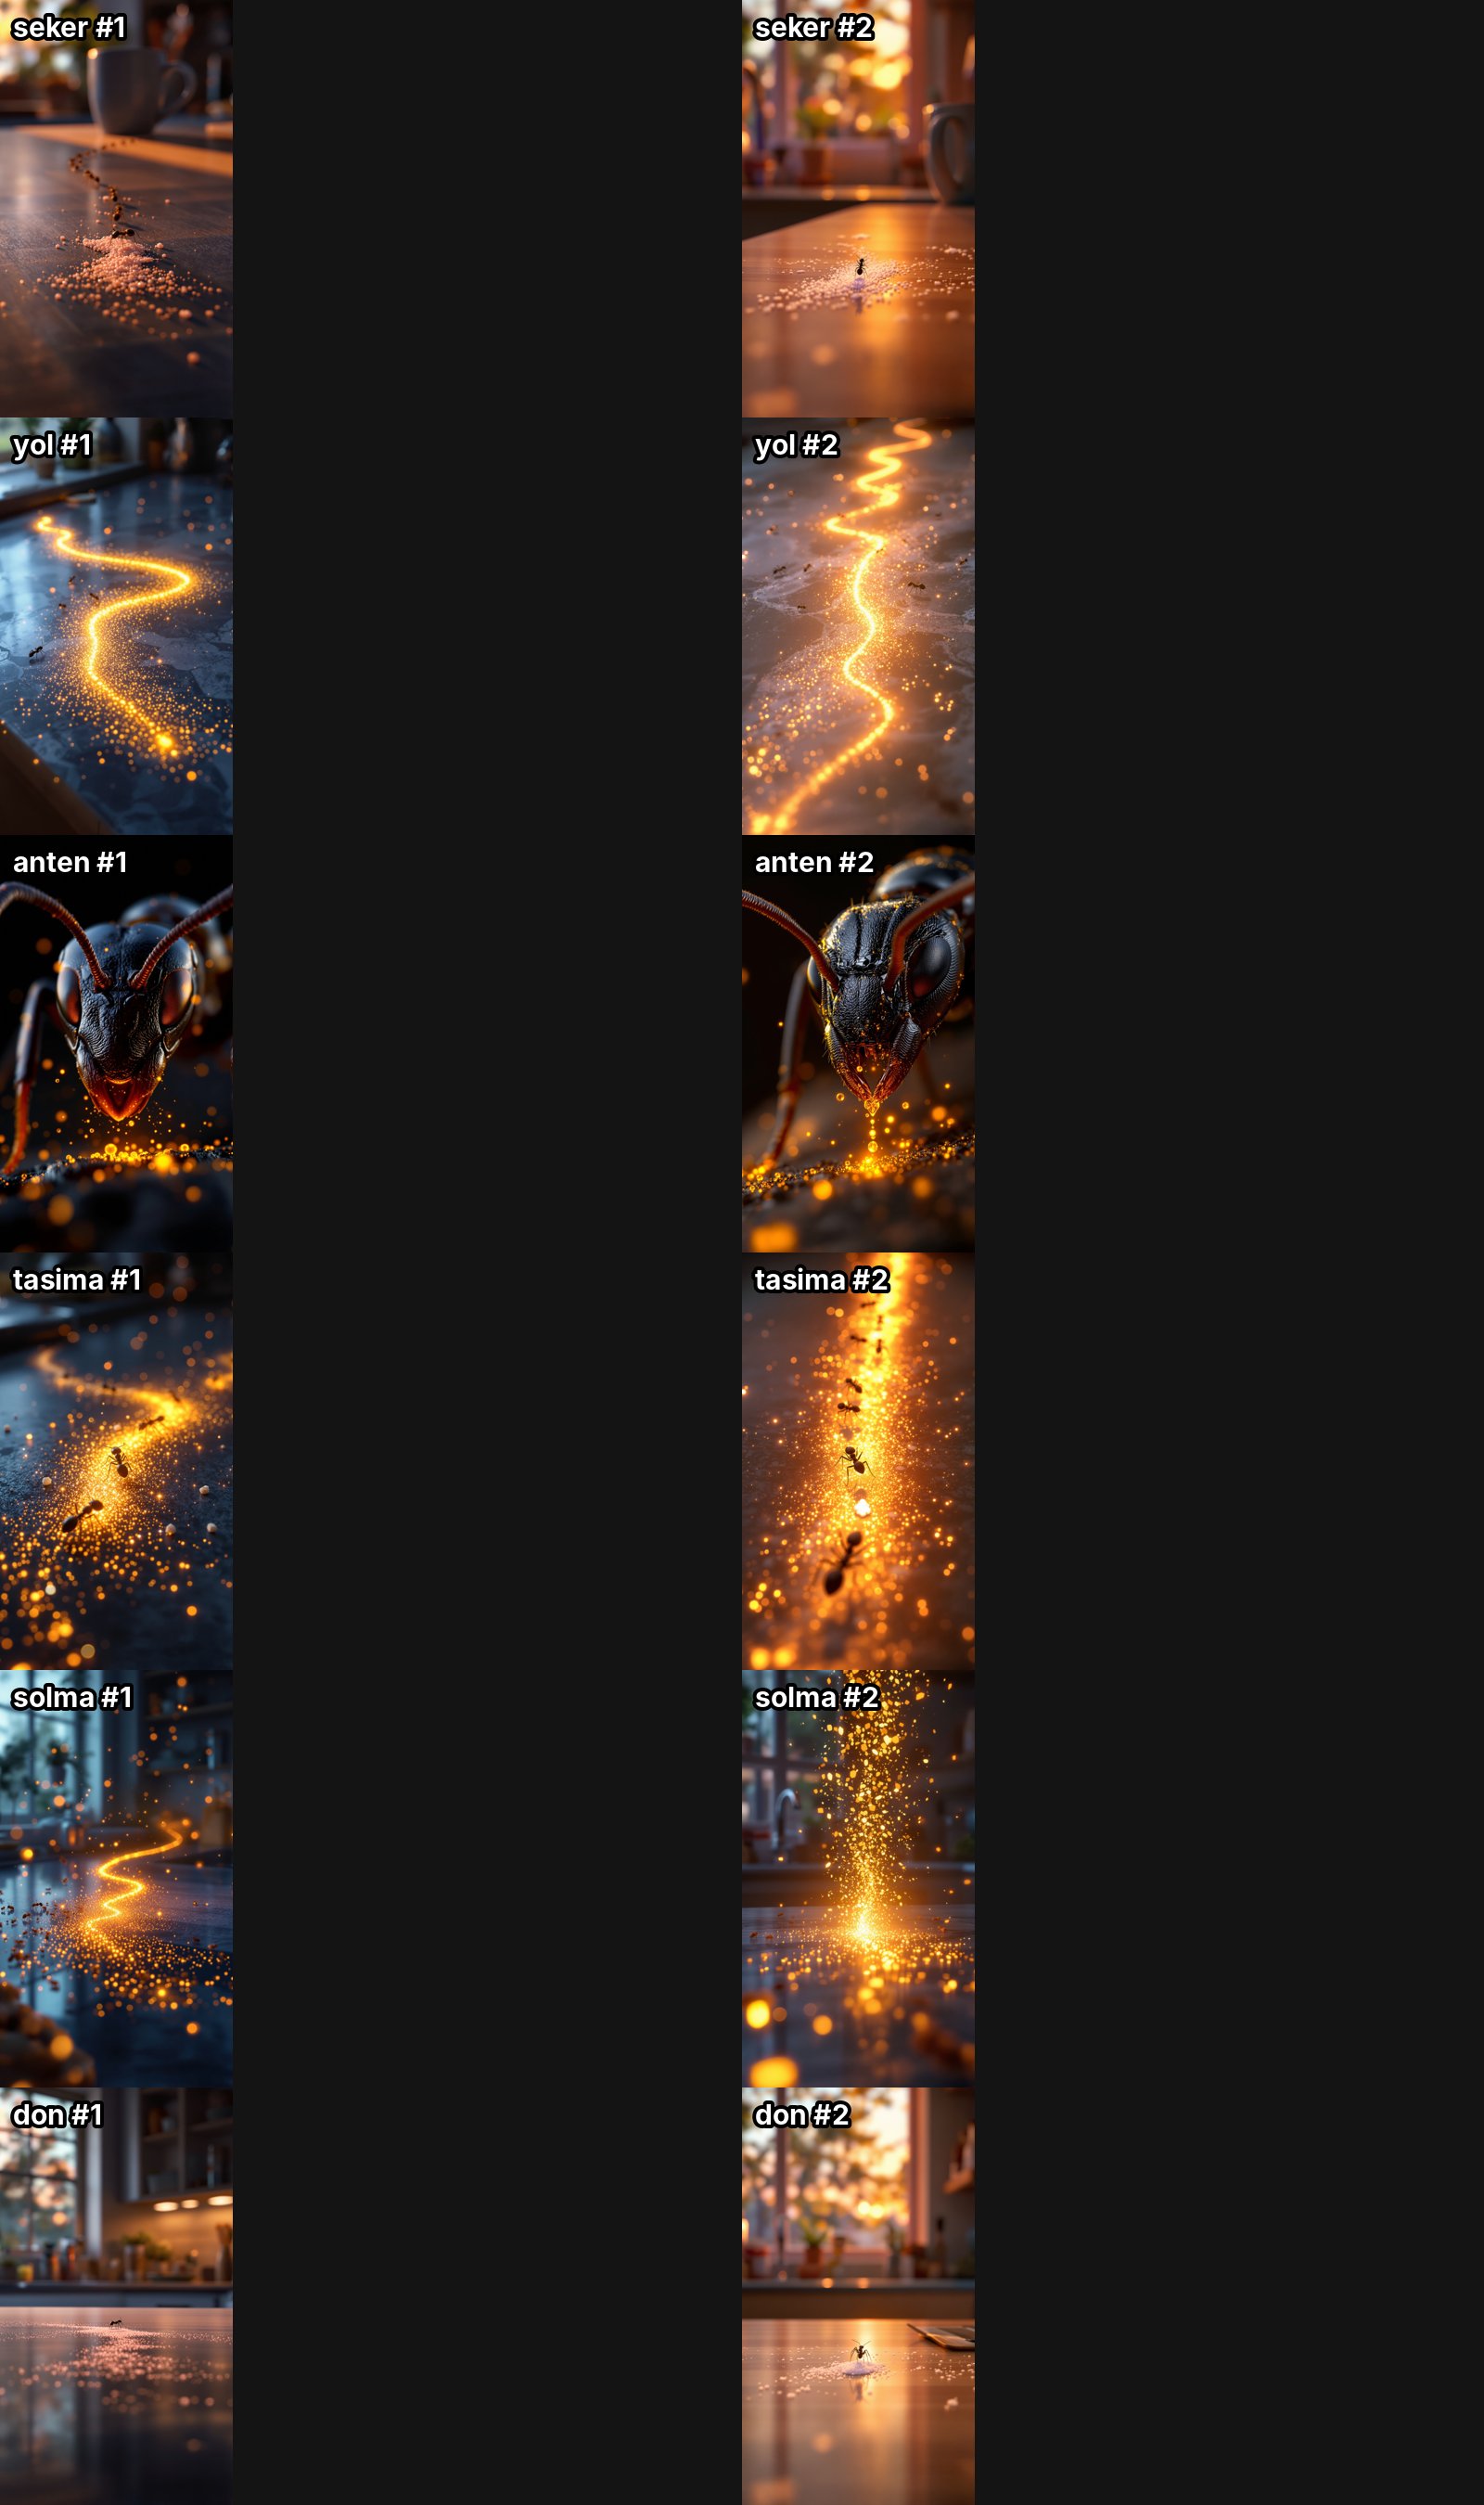 seker #1
seker #2
yol #1
yol #2
anten #1
anten #2
tasima #1
tasima #2
solma #1
solma #2
don #1
don #2